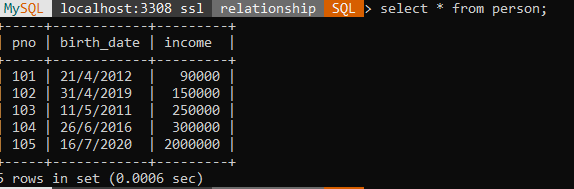 MySQL localhost:3308 ssl relationship SQL > select * from person;
+-----+------------+---------+
| pno | birth_date | income |
+-----+------------+---------+
| 101 | 21/4/2012 | 90000 |
| 102 | 31/4/2019 | 150000 |
| 103 | 11/5/2011 | 250000 |
| 104 | 26/6/2016 | 300000 |
| 105 | 16/7/2020 | 2000000 |
+-----+------------+---------+
5 rows in set (0.0006 sec)